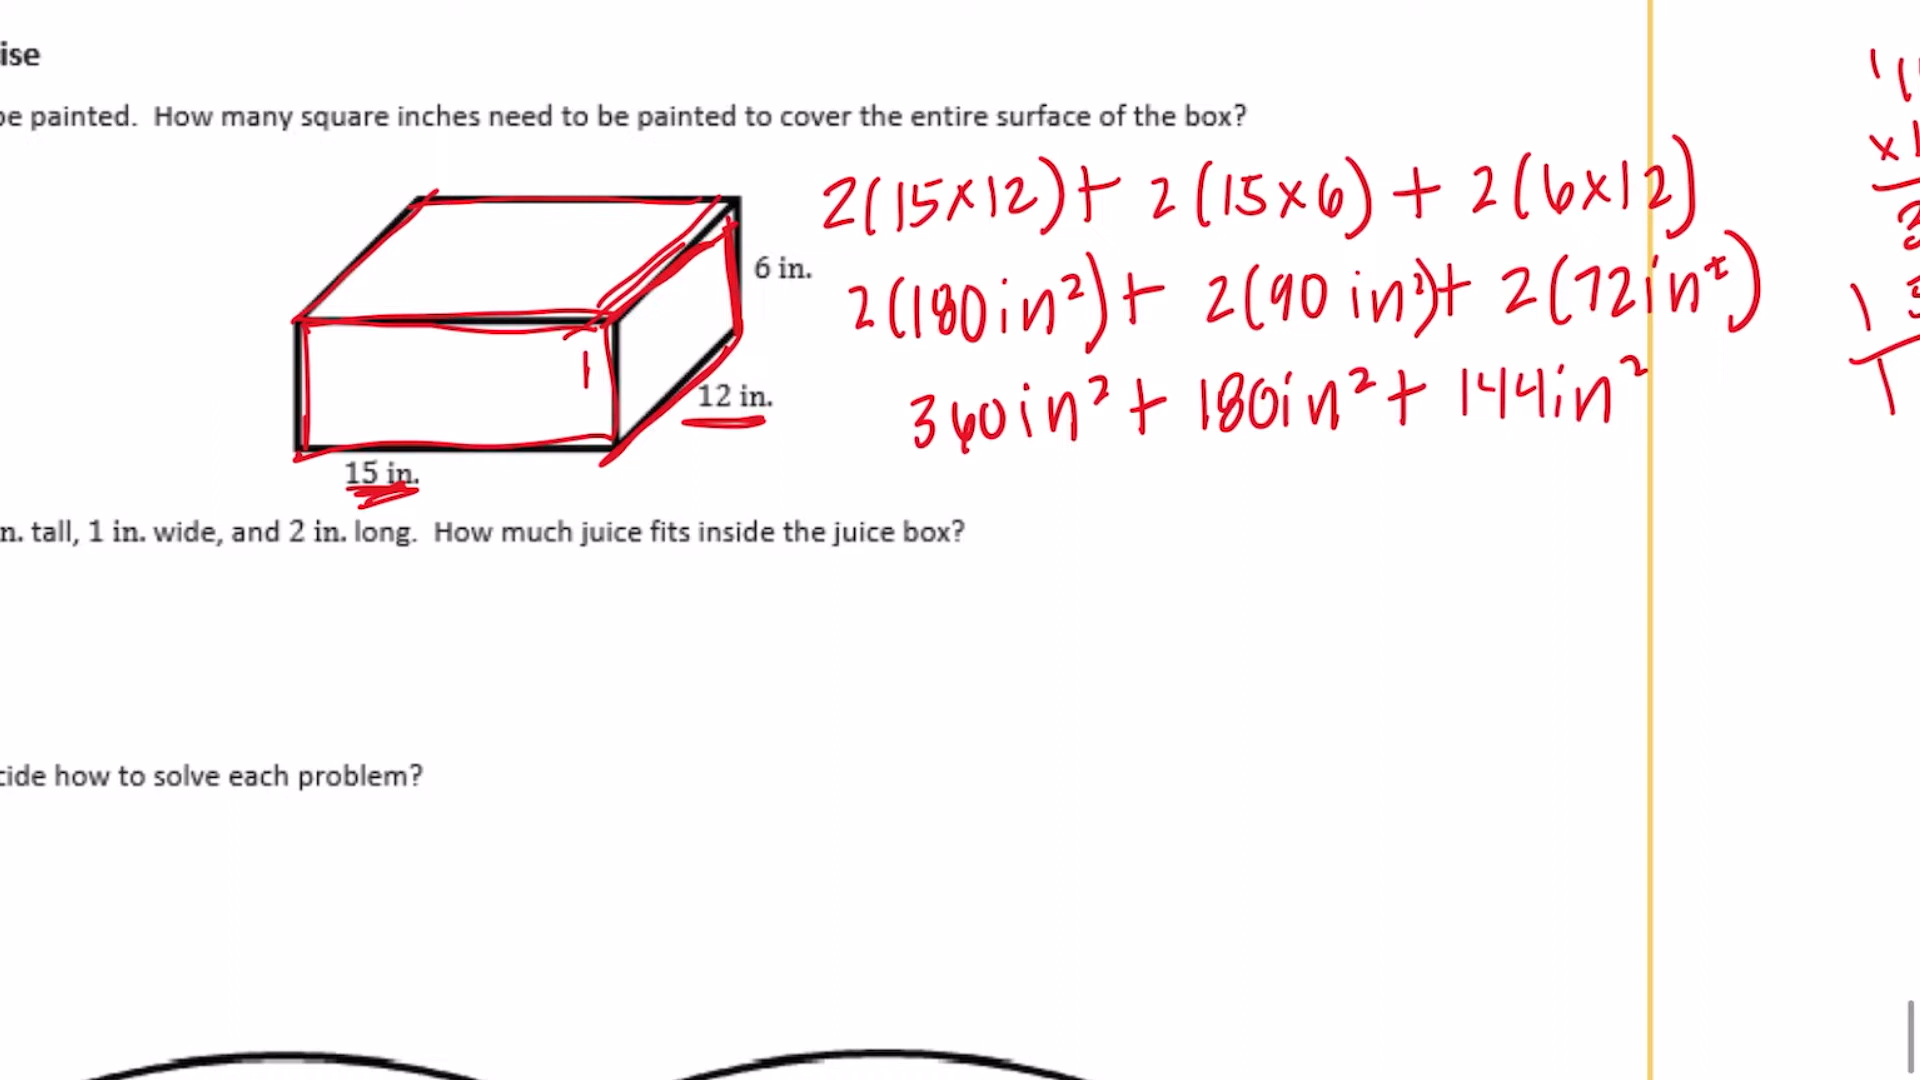 ise
be painted. How many square inches need to be painted to cover the entire surface of the box?
2(15×12)+ 2(15×6) + 2(6×12)
6 in.
2(180in²)+ 2(90 in²)+ 2(72in²)
12 in.
360in² + 180in² + 144in²
15 in.
n. tall, 1 in. wide, and 2 in. long. How much juice fits inside the juice box?
cide how to solve each problem?